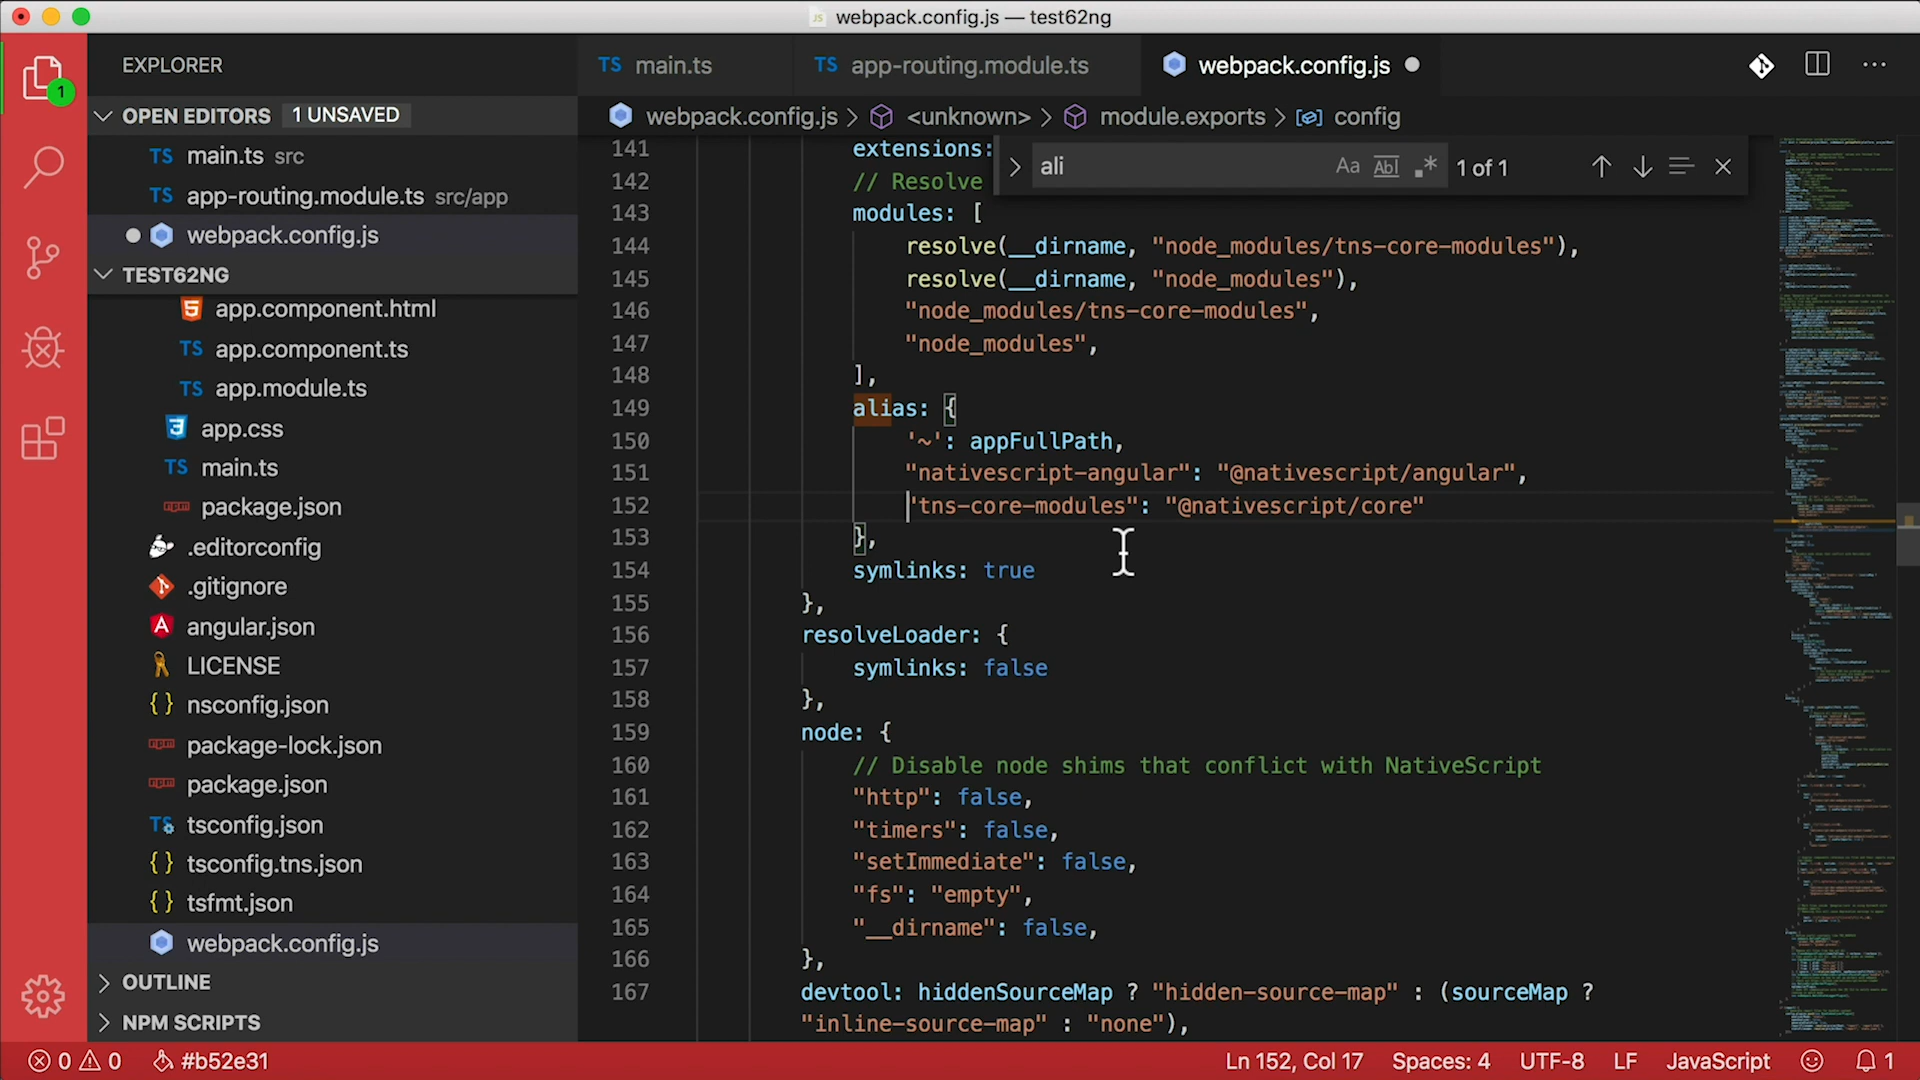 JS webpack.config.js — test62ng
EXPLORER
TS main.ts
TS app-routing.module.ts
webpack.config.js
OPEN EDITORS 1 UNSAVED
webpack.config.js > <unknown> > module.exports > config
1
TS main.ts src
TS app-routing.module.ts src/app
webpack.config.js
TEST62NG
app.component.html
TS app.component.ts
TS app.module.ts
app.css
TS main.ts
package.json
.editorconfig
.gitignore
angular.json
LICENSE
{ } nsconfig.json
package-lock.json
package.json
TS tsconfig.json
{ } tsconfig.tns.json
{ } tsfmt.json
webpack.config.js
OUTLINE
NPM SCRIPTS
ali Aa Abl .* 1 of 1
141 extensions:
142 // Resolve
143 modules: [
144 resolve(__dirname, "node_modules/tns-core-modules"),
145 resolve(__dirname, "node_modules"),
146 "node_modules/tns-core-modules",
147 "node_modules",
148 ],
149 alias: {
150 '~': appFullPath,
151 "nativescript-angular": "@nativescript/angular",
152 "tns-core-modules": "@nativescript/core"
153 },
154 symlinks: true
155 },
156 resolveLoader: {
157 symlinks: false
158 },
159 node: {
160 // Disable node shims that conflict with NativeScript
161 "http": false,
162 "timers": false,
163 "setImmediate": false,
164 "fs": "empty",
165 "__dirname": false,
166 },
167 devtool: hiddenSourceMap ? "hidden-source-map" : (sourceMap ?
"inline-source-map" : "none"),
0 0 #b52e31 Ln 152, Col 17 Spaces: 4 UTF-8 LF JavaScript 1